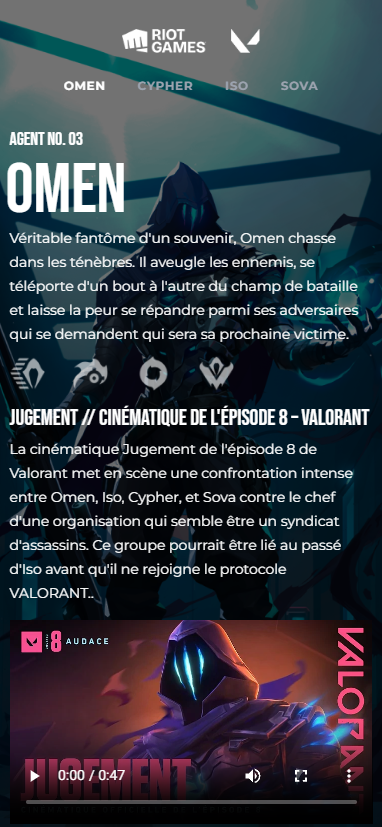 RIOT
GAMES
OMEN CYPHER ISO SOVA
AGENT NO. 03
OMEN
Véritable fantôme d'un souvenir, Omen chasse
dans les ténèbres. Il aveugle les ennemis, se
téléporte d'un bout à l'autre du champ de bataille
et laisse la peur se répandre parmi ses adversaires
qui se demandent qui sera sa prochaine victime.
JUGEMENT // CINÉMATIQUE DE L'ÉPISODE 8 – VALORANT
La cinématique Jugement de l'épisode 8 de
Valorant met en scène une confrontation intense
entre Omen, Iso, Cypher, et Sova contre le chef
d'une organisation qui semble être un syndicat
d'assassins. Ce groupe pourrait être lié au passé
d'Iso avant qu'il ne rejoigne le protocole
VALORANT..
8 AUDACE
VALORANT
JUGEMENT
0:00 / 0:47